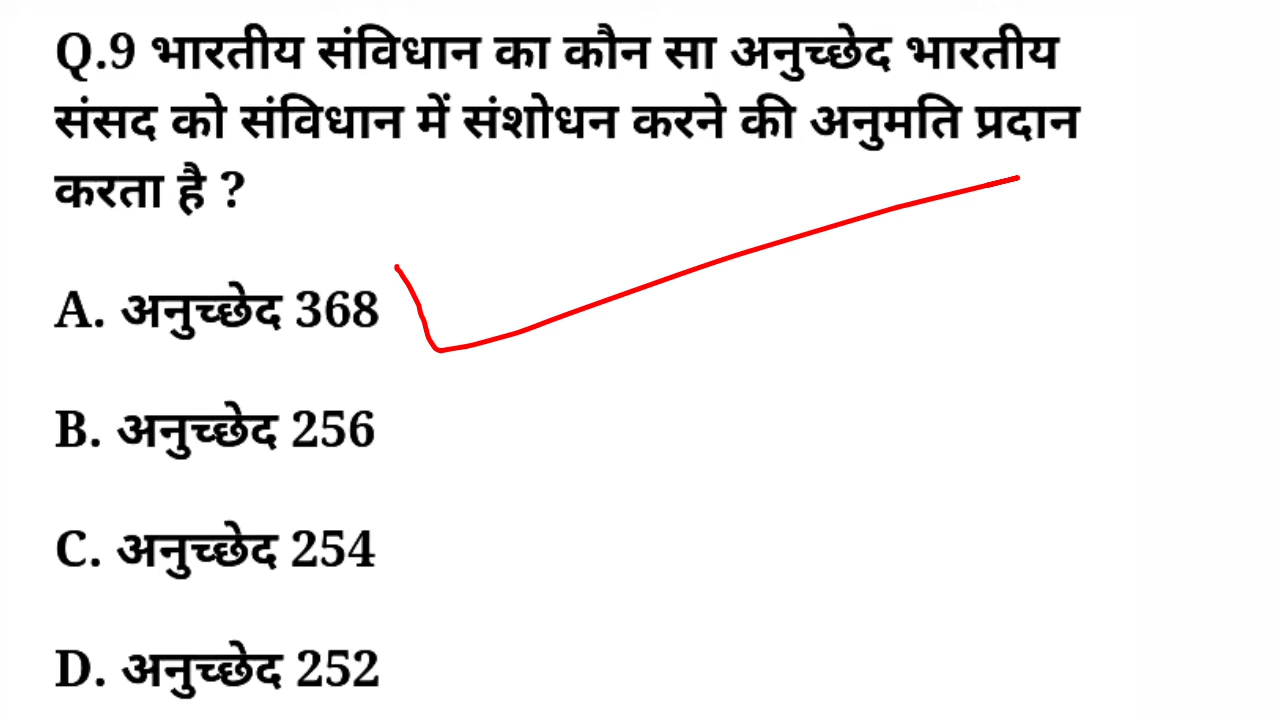 Q.9 भारतीय संविधान का कौन सा अनुच्छेद भारतीय
संसद को संविधान में संशोधन करने की अनुमति प्रदान
करता है ?
A. अनुच्छेद 368
B. अनुच्छेद 256
C. अनुच्छेद 254
D. अनुच्छेद 252